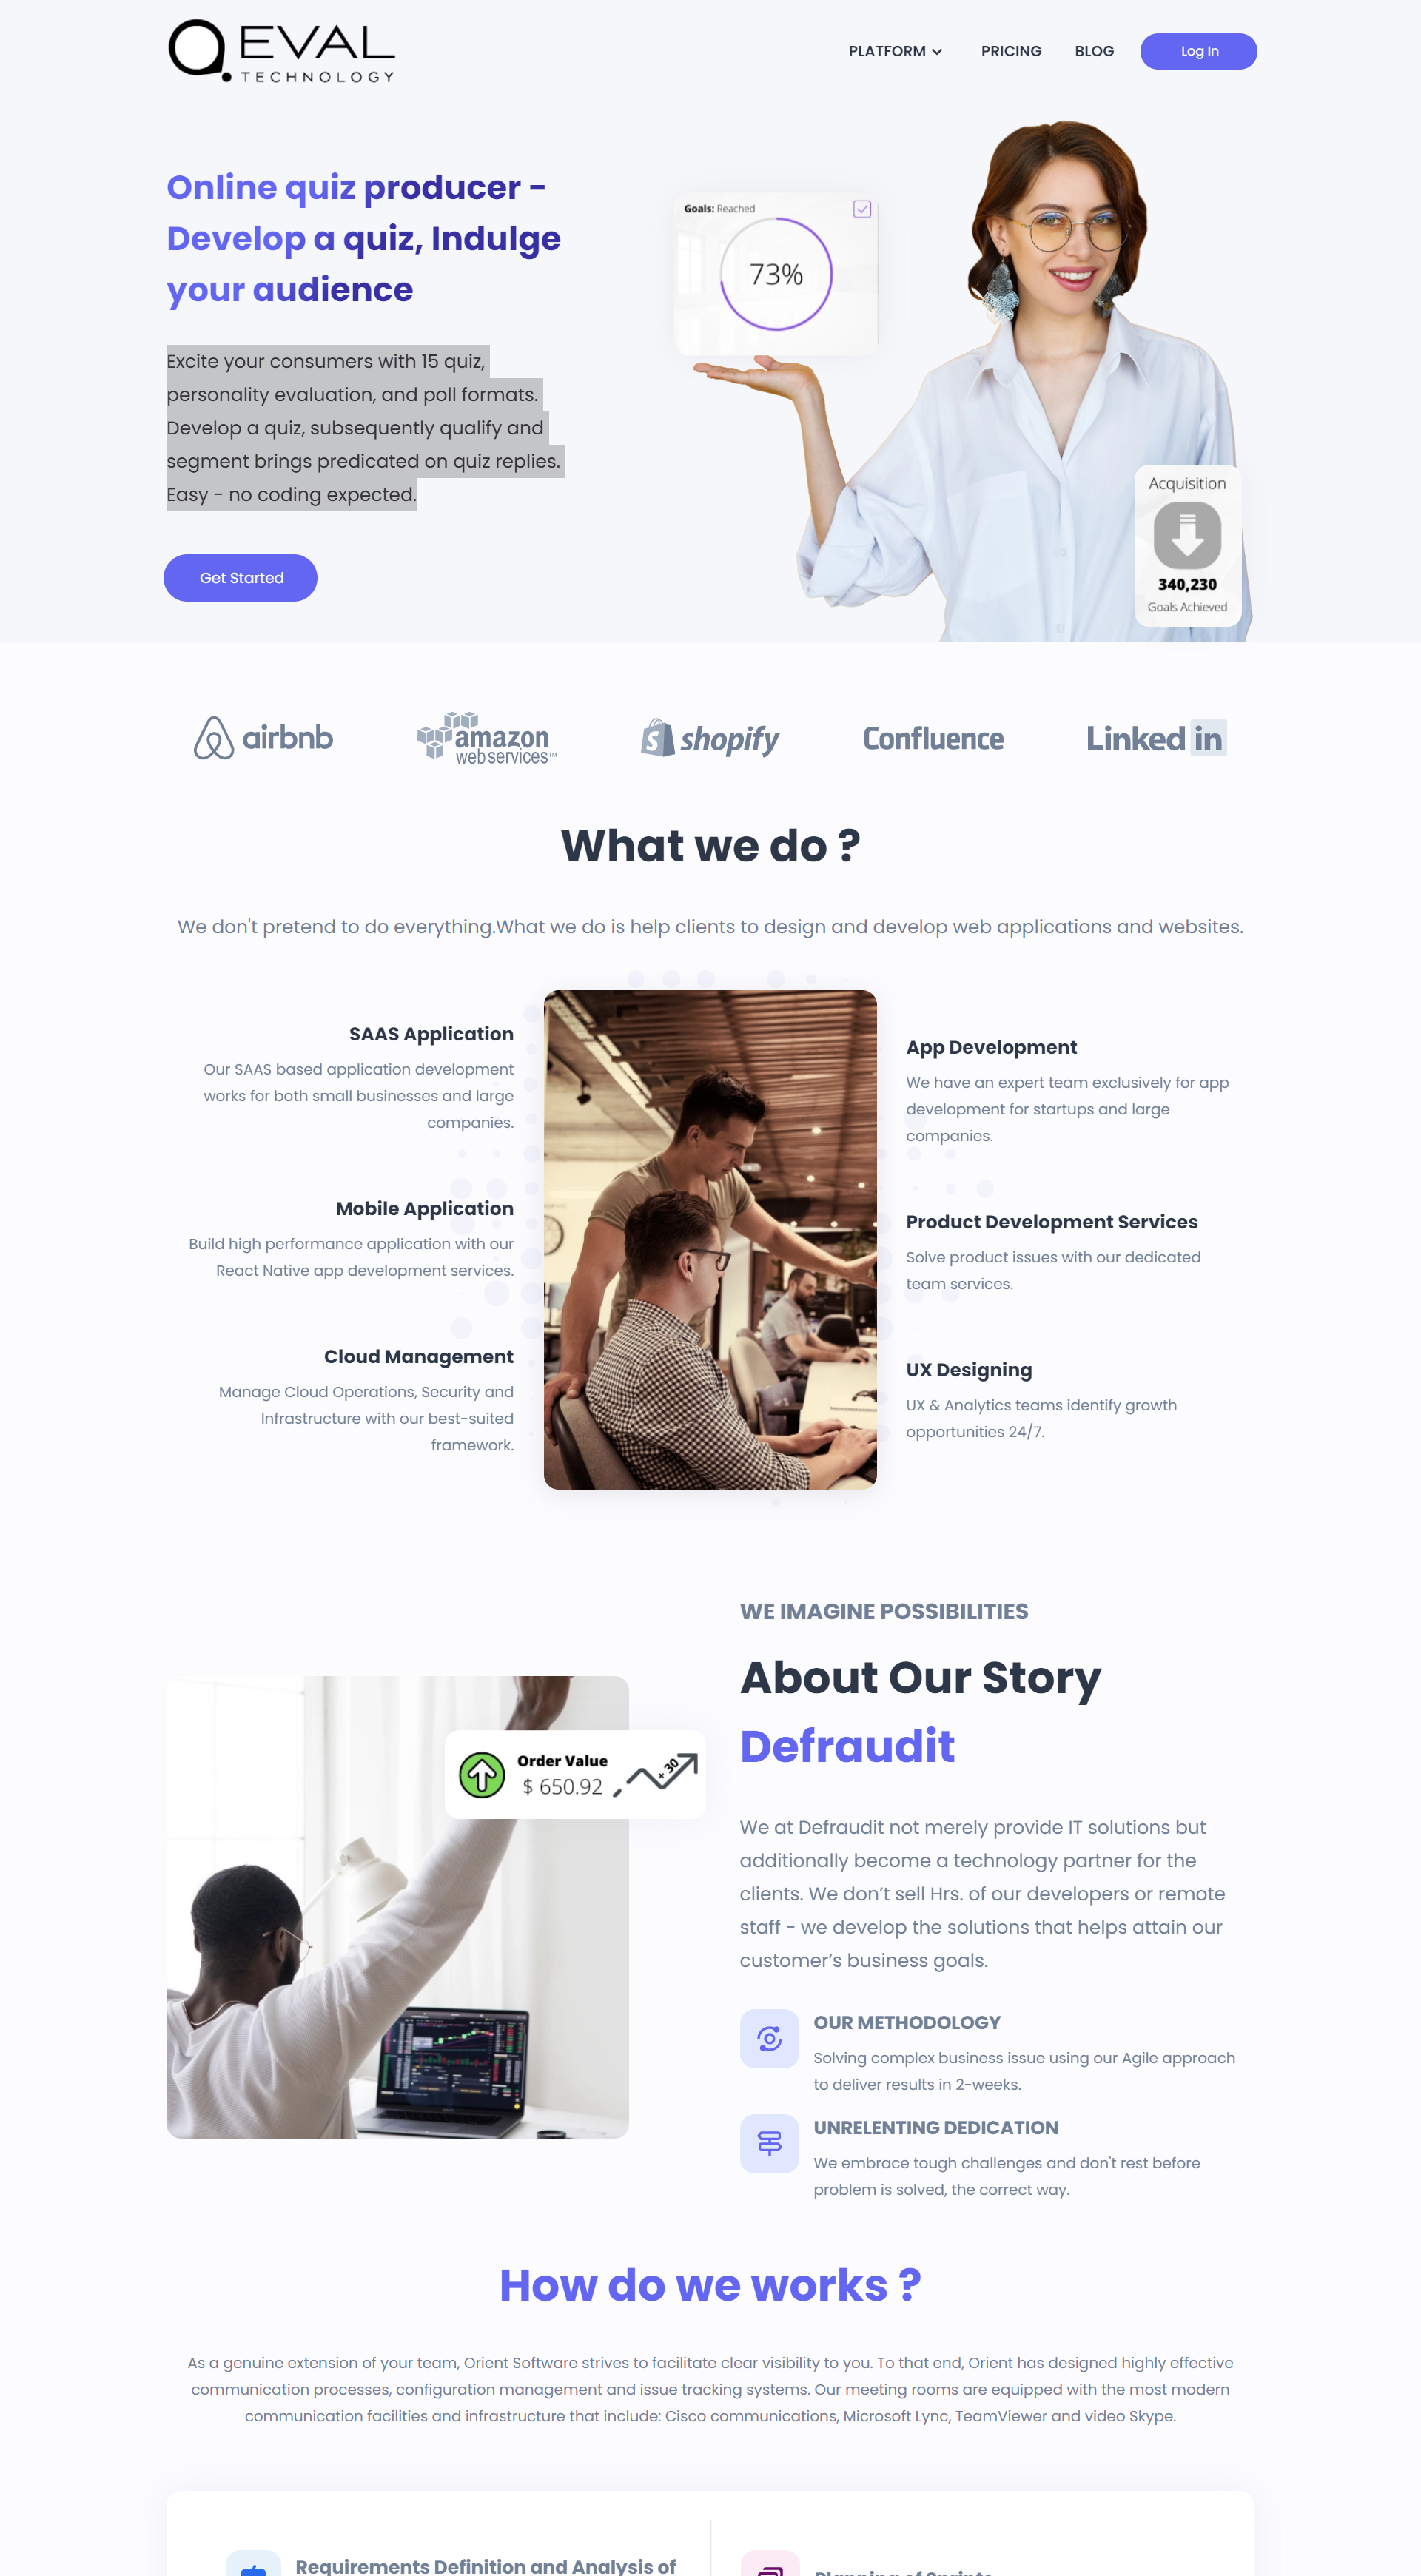 EVAL
TECHNOLOGY
PLATFORM
PRICING
BLOG
Log In
Online quiz producer -
Develop a quiz, Indulge
your audience
Excite your consumers with 15 quiz,
personality evaluation, and poll formats.
Develop a quiz, subsequently qualify and
segment brings predicated on quiz replies.
Easy - no coding expected.
Get Started
Goals: Reached
73%
Acquisition
340,230
Goals Achieved
airbnb
amazon
webservices™
shopify
Confluence
Linked in
What we do ?
We don't pretend to do everything.What we do is help clients to design and develop web applications and websites.
SAAS Application
Our SAAS based application development
works for both small businesses and large
companies.
Mobile Application
Build high performance application with our
React Native app development services.
Cloud Management
Manage Cloud Operations, Security and
Infrastructure with our best-suited
framework.
App Development
We have an expert team exclusively for app
development for startups and large
companies.
Product Development Services
Solve product issues with our dedicated
team services.
UX Designing
UX & Analytics teams identify growth
opportunities 24/7.
Order Value
$ 650.92
+ 30
WE IMAGINE POSSIBILITIES
About Our Story
Defraudit
We at Defraudit not merely provide IT solutions but
additionally become a technology partner for the
clients. We don’t sell Hrs. of our developers or remote
staff - we develop the solutions that helps attain our
customer’s business goals.
OUR METHODOLOGY
Solving complex business issue using our Agile approach
to deliver results in 2-weeks.
UNRELENTING DEDICATION
We embrace tough challenges and don't rest before
problem is solved, the correct way.
How do we works ?
As a genuine extension of your team, Orient Software strives to facilitate clear visibility to you. To that end, Orient has designed highly effective
communication processes, configuration management and issue tracking systems. Our meeting rooms are equipped with the most modern
communication facilities and infrastructure that include: Cisco communications, Microsoft Lync, TeamViewer and video Skype.
Requirements Definition and Analysis of